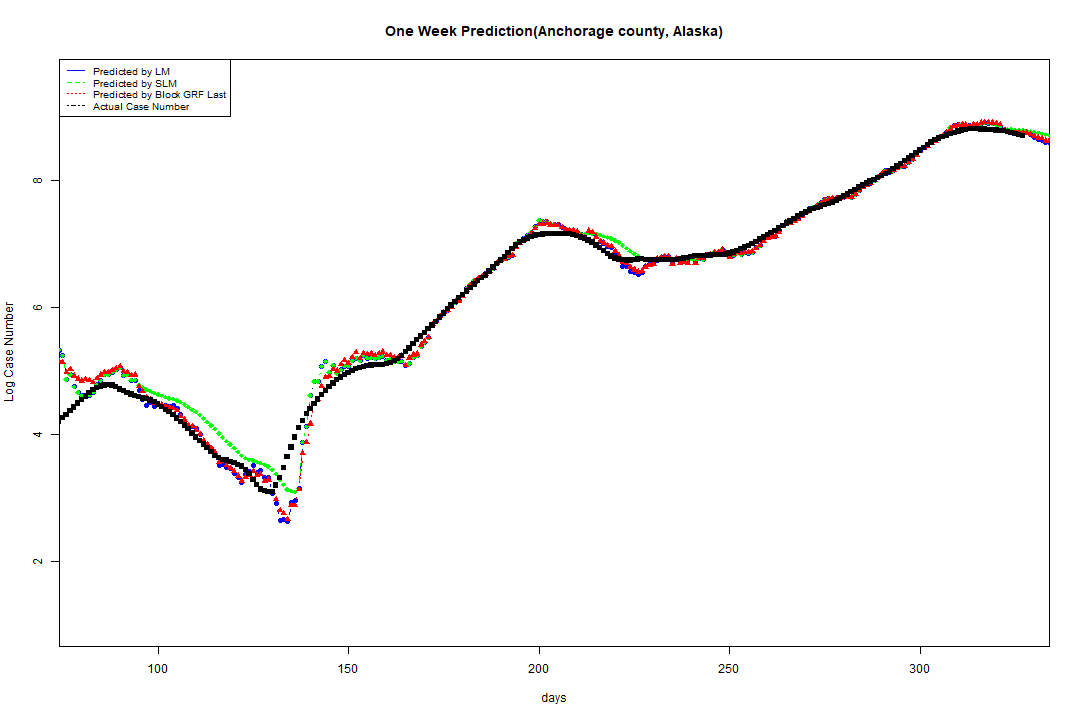 One Week Prediction(Anchorage county, Alaska)
Predicted by LM
Predicted by SLM
Predicted by Block GRF Last
Actual Case Number
8
6
4
2
Log Case Number
100 150 200 250 300
days